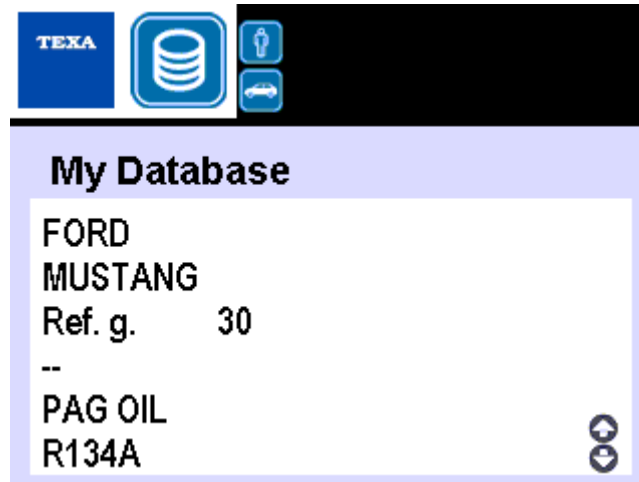 TEXA
My Database
FORD
MUSTANG
Ref. g. 30
--
PAG OIL
R134A